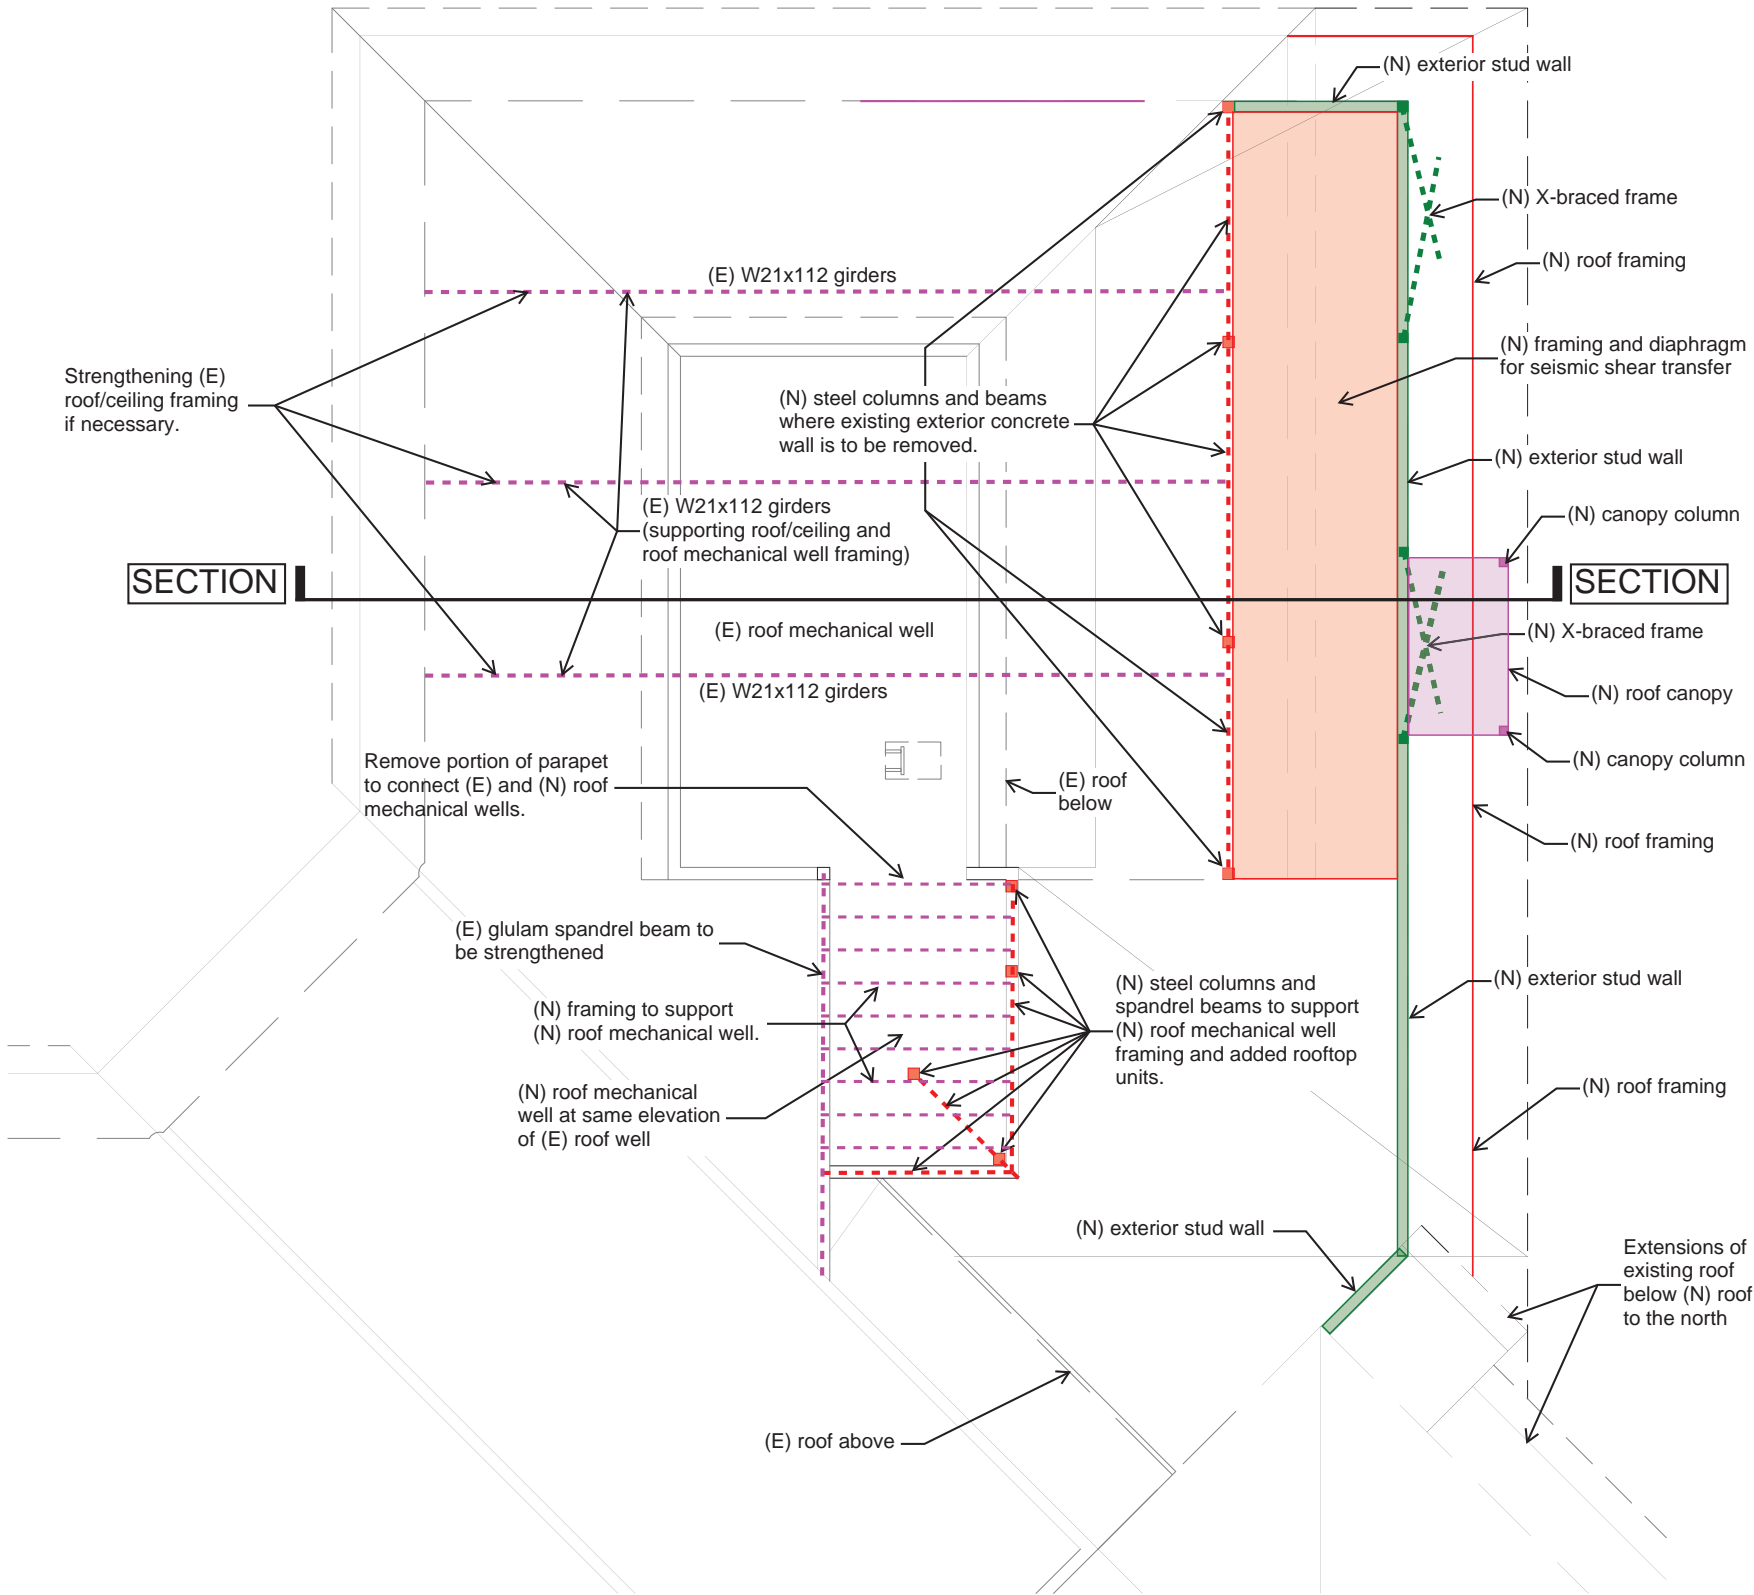 (N) exterior stud wall
(N) X-braced frame
(N) roof framing
(E) W21x112 girders
(N) framing and diaphragm
for seismic shear transfer
Strengthening (E)
roof/ceiling framing
if necessary.
(N) steel columns and beams
where existing exterior concrete
wall is to be removed.
(N) exterior stud wall
(E) W21x112 girders
(supporting roof/ceiling and
roof mechanical well framing)
(N) canopy column
SECTION
SECTION
(E) roof mechanical well
(N) X-braced frame
(E) W21x112 girders
(N) roof canopy
Remove portion of parapet
to connect (E) and (N) roof
mechanical wells.
(E) roof
below
(N) canopy column
(N) roof framing
(E) glulam spandrel beam to
be strengthened
(N) steel columns and
spandrel beams to support
(N) roof mechanical well
framing and added rooftop
units.
(N) exterior stud wall
(N) framing to support
(N) roof mechanical well.
(N) roof mechanical
well at same elevation
of (E) roof well
(N) roof framing
(N) exterior stud wall
Extensions of
existing roof
below (N) roof
to the north
(E) roof above